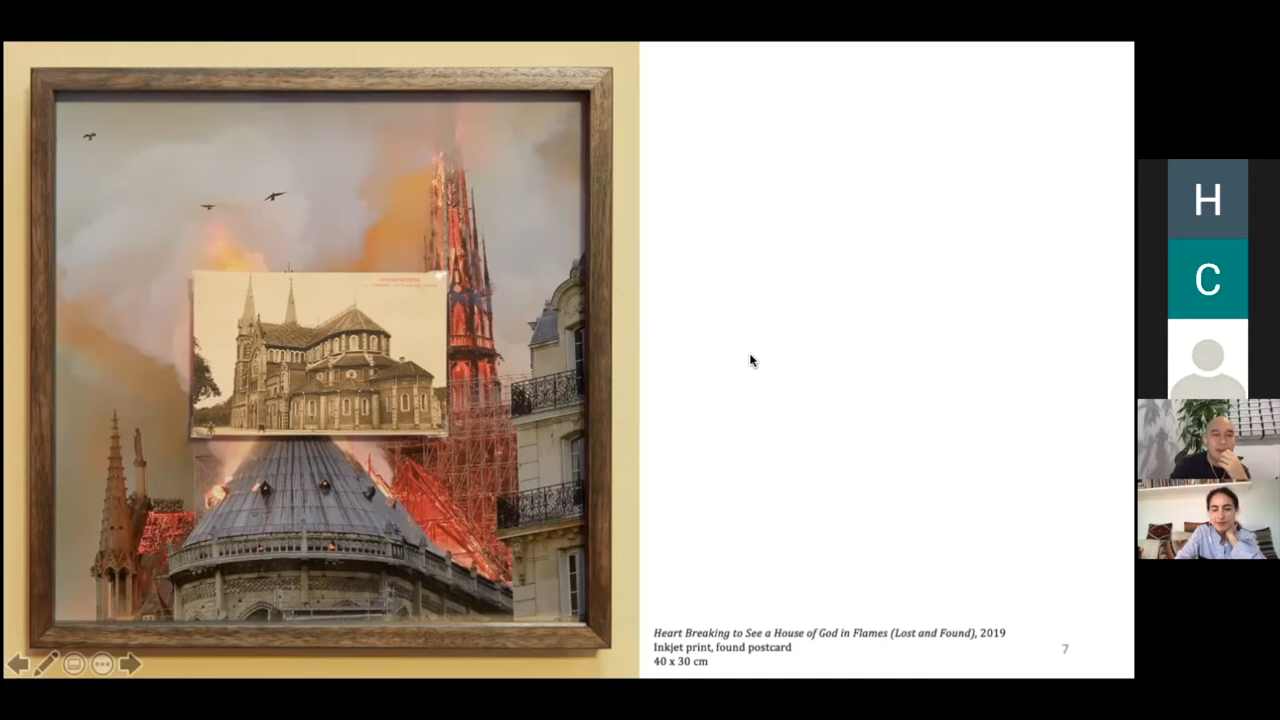 Heart Breaking to See a House of God in Flames (Lost and Found), 2019
Inkjet print, found postcard
40 x 30 cm
7
H
C